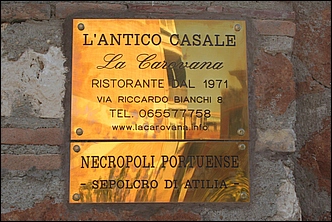 L'ANTICO CASALE
La Carovana
RISTORANTE DAL 1971
VIA RICCARDO BIANCHI 8
TEL. 065577758
www.lacarovana.info
NECROPOLI PORTUENSE
- SEPOLCRO DI ATILIA -